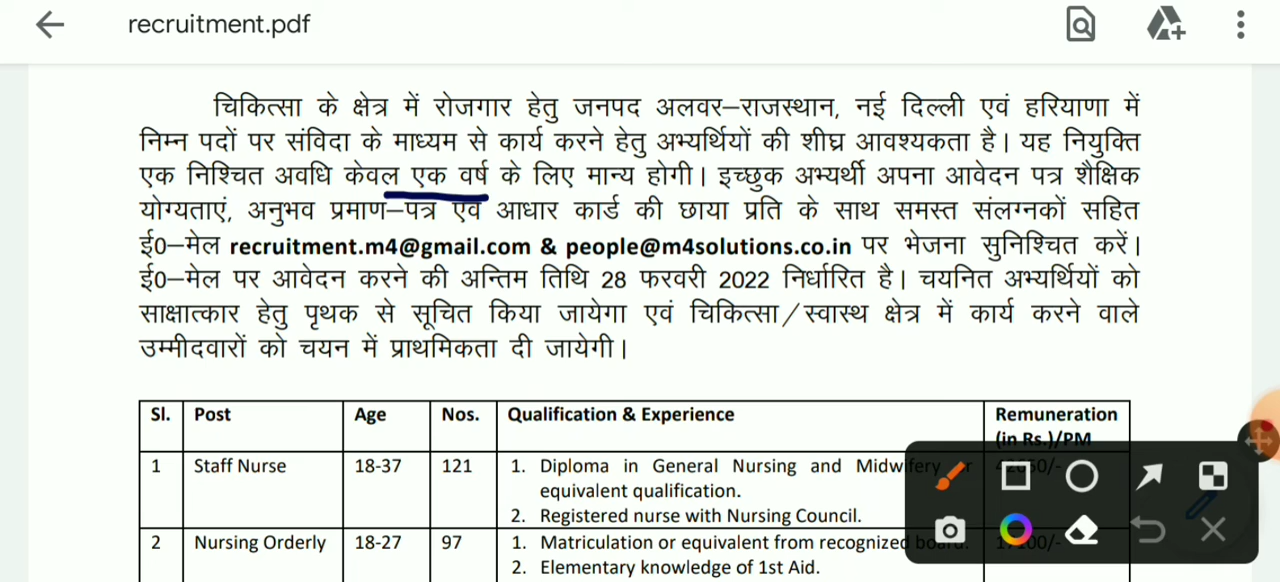 recruitment.pdf
चिकित्सा के क्षेत्र में रोजगार हेतु जनपद अलवर–राजस्थान, नई दिल्ली एवं हरियाणा में
निम्न पदों पर संविदा के माध्यम से कार्य करने हेतु अभ्यर्थियों की शीघ्र आवश्यकता है। यह नियुक्ति
एक निश्चित अवधि केवल एक वर्ष के लिए मान्य होगी। इच्छुक अभ्यर्थी अपना आवेदन पत्र शैक्षिक
योग्यताएं, अनुभव प्रमाण–पत्र एवं आधार कार्ड की छाया प्रति के साथ समस्त संलग्नकों सहित
ई0–मेल recruitment.m4@gmail.com & people@m4solutions.co.in पर भेजना सुनिश्चित करें।
ई0–मेल पर आवेदन करने की अन्तिम तिथि 28 फरवरी 2022 निर्धारित है। चयनित अभ्यर्थियों को
साक्षात्कार हेतु पृथक से सूचित किया जायेगा एवं चिकित्सा/स्वास्थ क्षेत्र में कार्य करने वाले
उम्मीदवारों को चयन में प्राथमिकता दी जायेगी।
Sl. Post Age Nos. Qualification & Experience Remuneration
(in Rs.)/PM
1 Staff Nurse 18-37 121 1. Diploma in General Nursing and Midwifery
equivalent qualification.
2. Registered nurse with Nursing Council.
2 Nursing Orderly 18-27 97 1. Matriculation or equivalent from recognized board.
2. Elementary knowledge of 1st Aid.